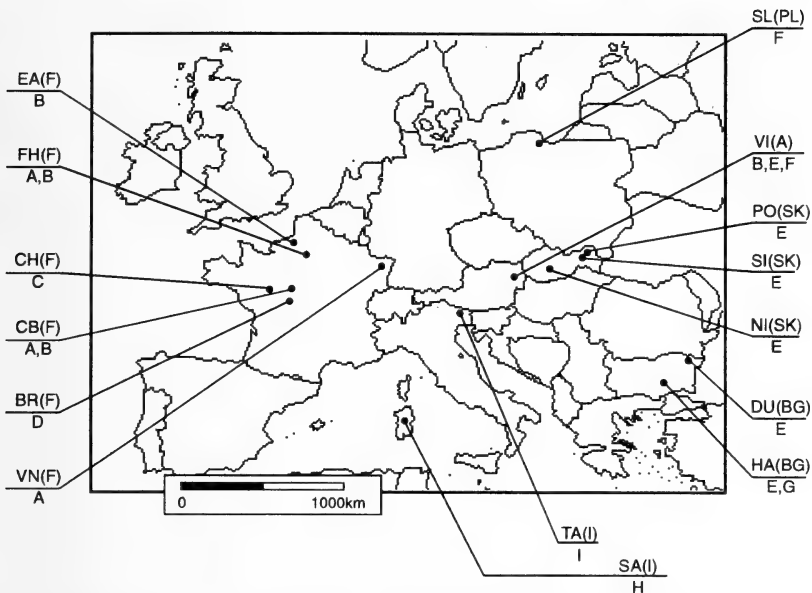 SL(PL)
F
EA(F)
B
VI(A)
B,E,F
FH(F)
A,B
PO(SK)
E
CH(F)
C
SI(SK)
E
CB(F)
A,B
NI(SK)
E
BR(F)
D
DU(BG)
E
VN(F)
A
HA(BG)
E,G
0 1000km
TA(I)
I
SA(I)
H